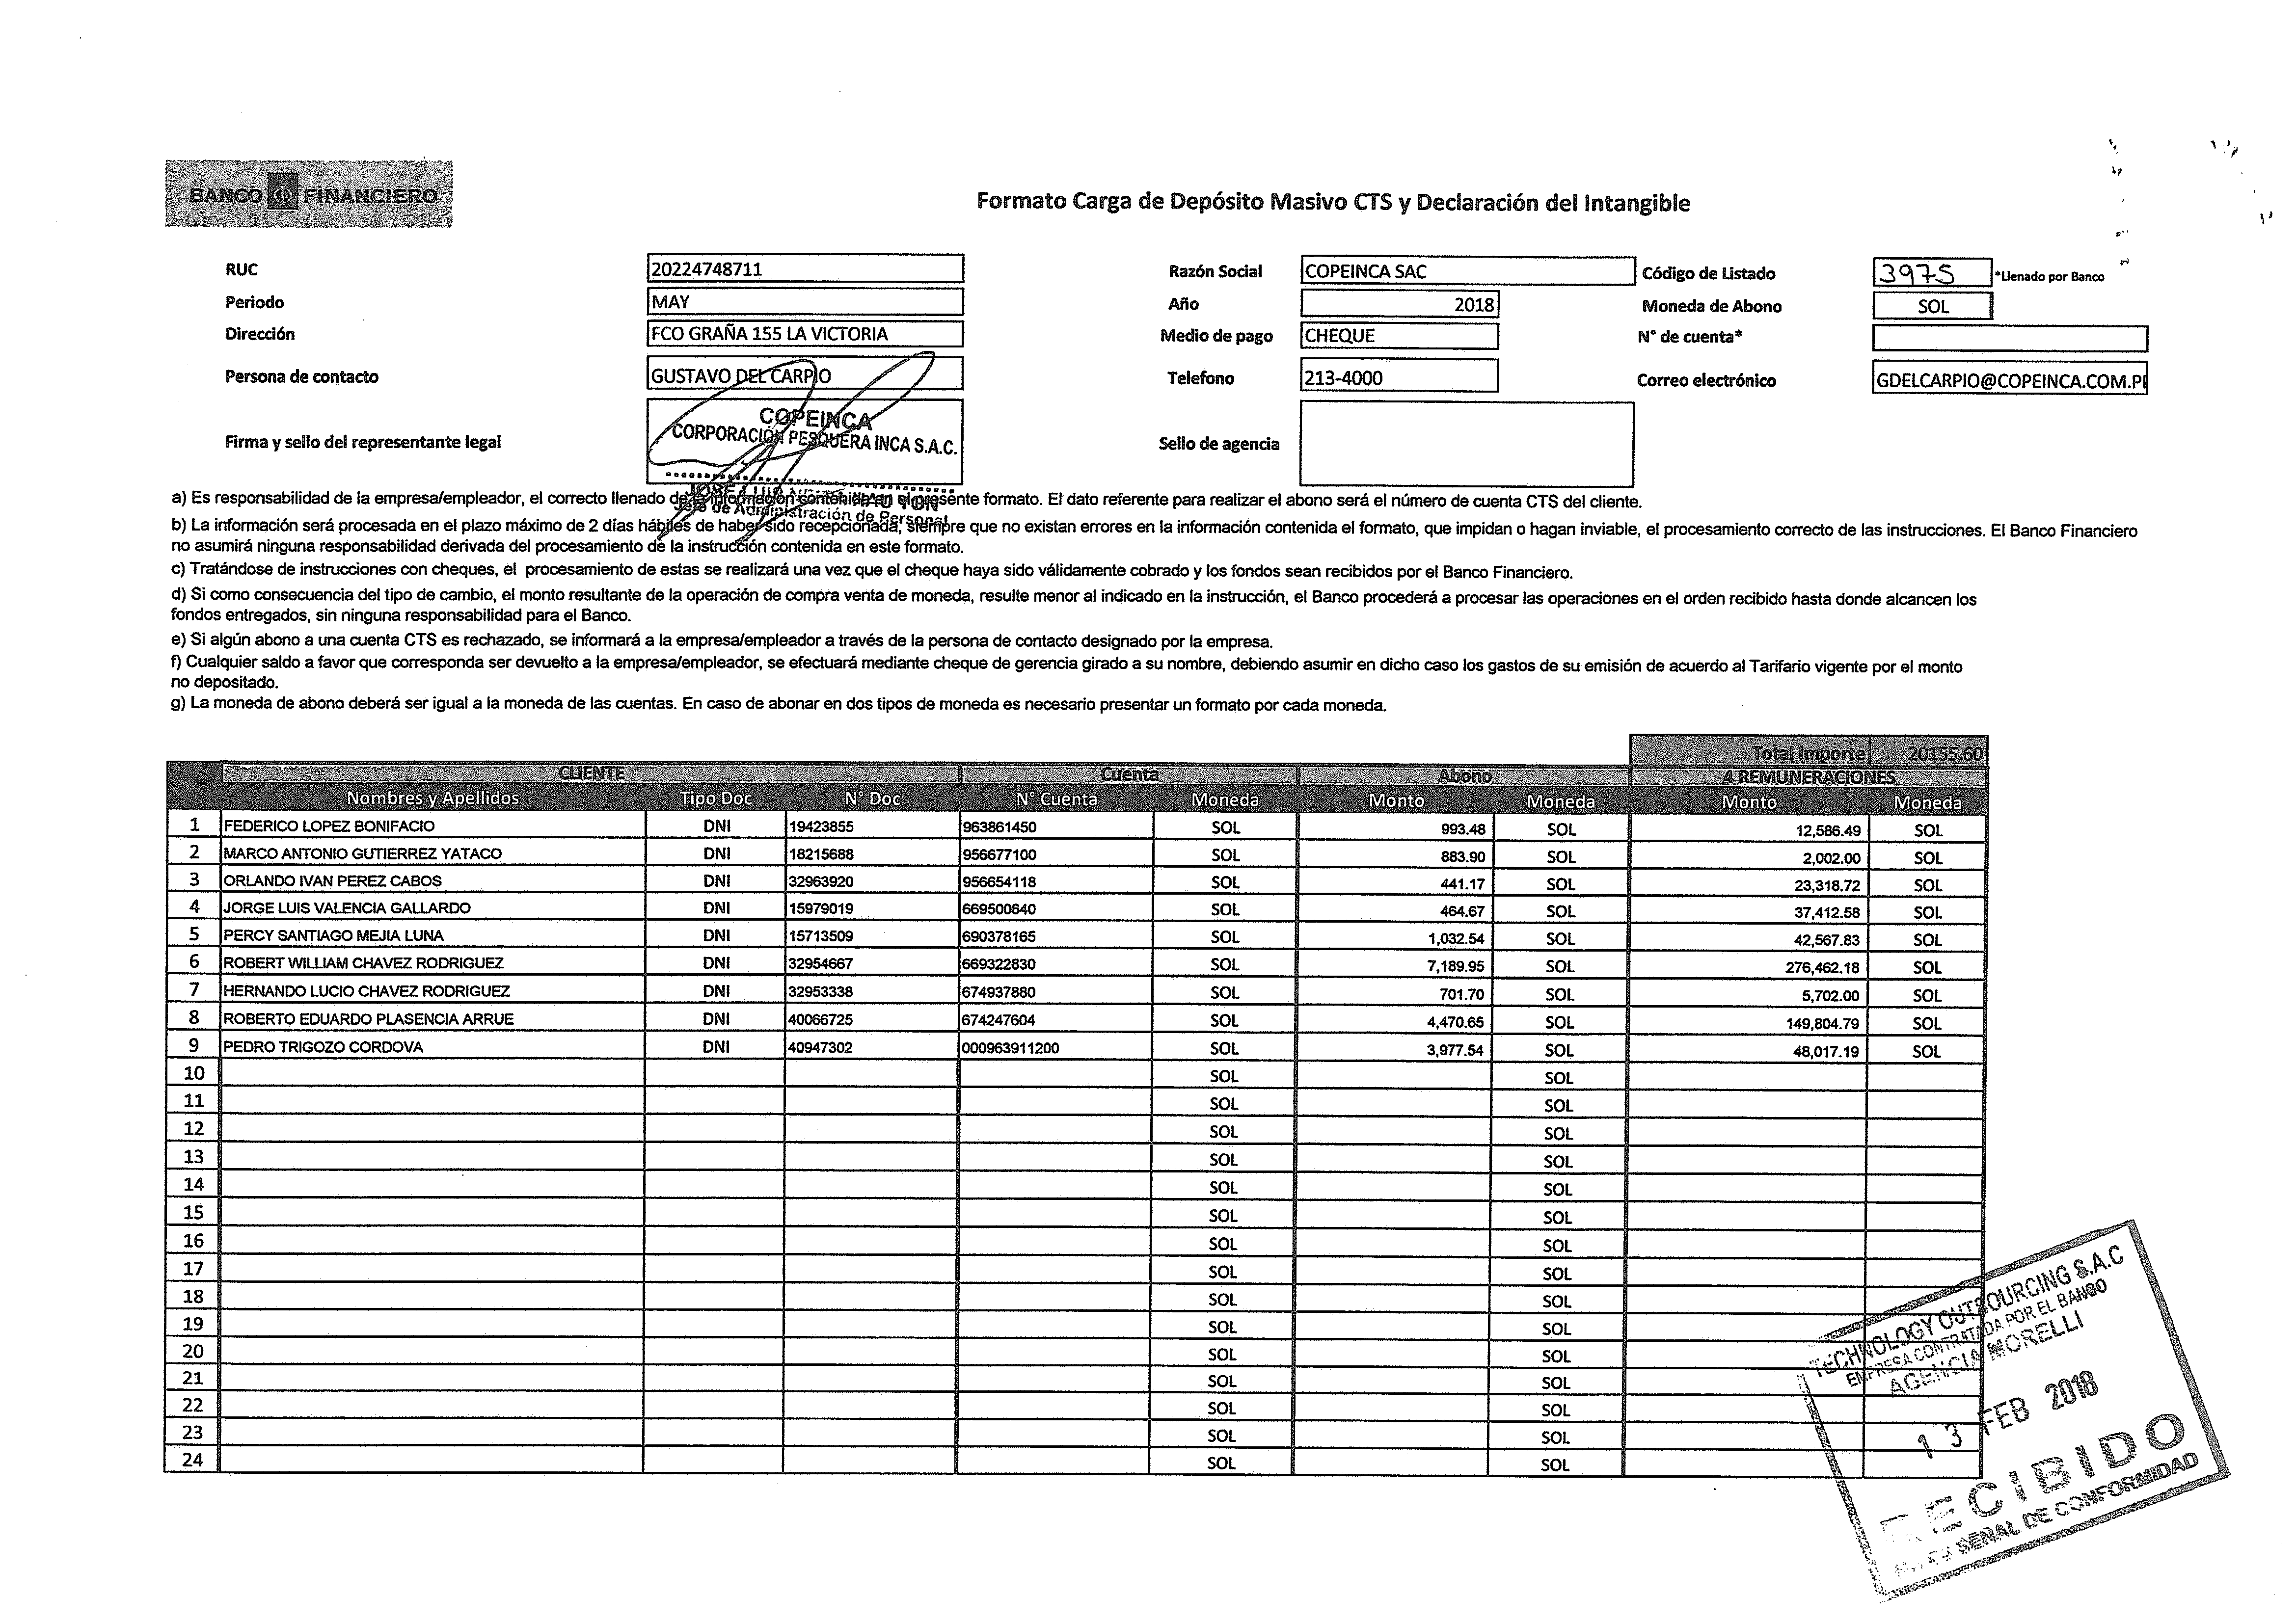 BANCO FINANCIERO
Formato Carga de Depósito Masivo CTS y Declaración del Intangible
RUC 20224748711 Razón Social COPEINCA SAC Código de Listado 3975 *Llenado por Banco
Periodo MAY Año 2018 Moneda de Abono SOL
Dirección FCO GRAÑA 155 LA VICTORIA Medio de pago CHEQUE N° de cuenta*
Persona de contacto GUSTAVO DEL CARPIO Telefono 213-4000 Correo electrónico GDELCARPIO@COPEINCA.COM.P
COPEINCA
CORPORACIÓN PESQUERA INCA S.A.C.
Firma y sello del representante legal Sello de agencia
Jefe de Administración de Personal
a) Es responsabilidad de la empresa/empleador, el correcto llenado de la información contenida en el presente formato. El dato referente para realizar el abono será el número de cuenta CTS del cliente.
b) La información será procesada en el plazo máximo de 2 días hábiles de haber sido recepcionada, siempre que no existan errores en la información contenida el formato, que impidan o hagan inviable, el procesamiento correcto de las instrucciones. El Banco Financiero
no asumirá ninguna responsabilidad derivada del procesamiento de la instrucción contenida en este formato.
c) Tratándose de instrucciones con cheques, el procesamiento de estas se realizará una vez que el cheque haya sido válidamente cobrado y los fondos sean recibidos por el Banco Financiero.
d) Si como consecuencia del tipo de cambio, el monto resultante de la operación de compra venta de moneda, resulte menor al indicado en la instrucción, el Banco procederá a procesar las operaciones en el orden recibido hasta donde alcancen los
fondos entregados, sin ninguna responsabilidad para el Banco.
e) Si algún abono a una cuenta CTS es rechazado, se informará a la empresa/empleador a través de la persona de contacto designado por la empresa.
f) Cualquier saldo a favor que corresponda ser devuelto a la empresa/empleador, se efectuará mediante cheque de gerencia girado a su nombre, debiendo asumir en dicho caso los gastos de su emisión de acuerdo al Tarifario vigente por el monto
no depositado.
g) La moneda de abono deberá ser igual a la moneda de las cuentas. En caso de abonar en dos tipos de moneda es necesario presentar un formato por cada moneda.
Total Importe 20155.60
CLIENTE Cuenta Abono 4 REMUNERACIONES
Nombres y Apellidos Tipo Doc N° Doc N° Cuenta Moneda Monto Moneda Monto Moneda
1 FEDERICO LOPEZ BONIFACIO DNI 19423855 963861450 SOL 993.48 SOL 12,586.49 SOL
2 MARCO ANTONIO GUTIERREZ YATACO DNI 18215688 956677100 SOL 883.90 SOL 2,002.00 SOL
3 ORLANDO IVAN PEREZ CABOS DNI 32963920 956654118 SOL 441.17 SOL 23,318.72 SOL
4 JORGE LUIS VALENCIA GALLARDO DNI 15979019 669500640 SOL 464.67 SOL 37,412.58 SOL
5 PERCY SANTIAGO MEJIA LUNA DNI 15713509 690378165 SOL 1,032.54 SOL 42,567.83 SOL
6 ROBERT WILLIAM CHAVEZ RODRIGUEZ DNI 32954667 669322830 SOL 7,189.95 SOL 276,462.18 SOL
7 HERNANDO LUCIO CHAVEZ RODRIGUEZ DNI 32953338 674937880 SOL 701.70 SOL 5,702.00 SOL
8 ROBERTO EDUARDO PLASENCIA ARRUE DNI 40066725 674247604 SOL 4,470.65 SOL 149,804.79 SOL
9 PEDRO TRIGOZO CORDOVA DNI 40947302 000963911200 SOL 3,977.54 SOL 48,017.19 SOL
10 SOL SOL
11 SOL SOL
12 SOL SOL
13 SOL SOL
14 SOL SOL
15 SOL SOL
16 SOL SOL
17 SOL SOL
18 SOL SOL
19 SOL SOL
20 SOL SOL
21 SOL SOL
22 SOL SOL
23 SOL SOL
24 SOL SOL
TECHNOLOGY OUTSOURCING S.A.C
EMPRESA CONTRATADA POR EL BANCO
AGENCIA MORELLI
13 FEB 2018
RECIBIDO
SEÑAL DE CONFORMIDAD